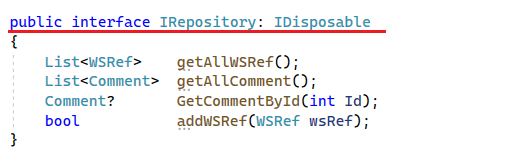 public interface IRepository: IDisposable
{
List<WSRef> getAllWSRef();
List<Comment> getAllComment();
Comment? GetCommentById(int Id);
bool addWSRef(WSRef wsRef);
}